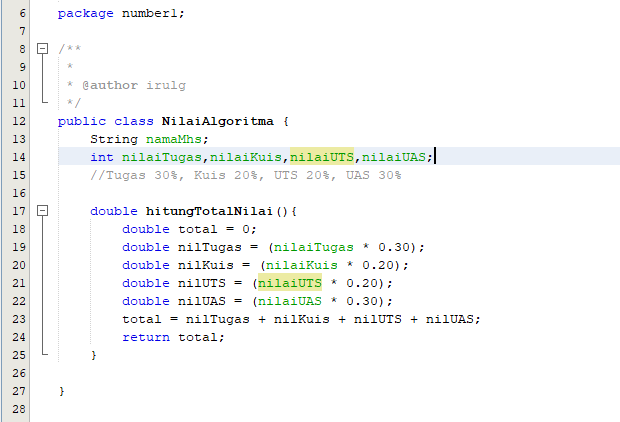 6 package number1;
7
8 /**
9 *
10 * @author irulg
11 */
12 public class NilaiAlgoritma {
13 String namaMhs;
14 int nilaiTugas,nilaiKuis,nilaiUTS,nilaiUAS;
15 //Tugas 30%, Kuis 20%, UTS 20%, UAS 30%
16
17 double hitungTotalNilai(){
18 double total = 0;
19 double nilTugas = (nilaiTugas * 0.30);
20 double nilKuis = (nilaiKuis * 0.20);
21 double nilUTS = (nilaiUTS * 0.20);
22 double nilUAS = (nilaiUAS * 0.30);
23 total = nilTugas + nilKuis + nilUTS + nilUAS;
24 return total;
25 }
26
27 }
28